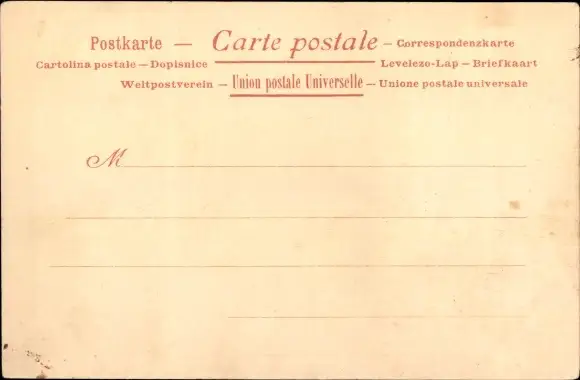 Postkarte — Carte postale – Correspondenzkarte
Cartolina postale – Dopisnice Levelezo-Lap – Briefkaart
Weltpostverein – Union postale Universelle – Unione postale universale
M